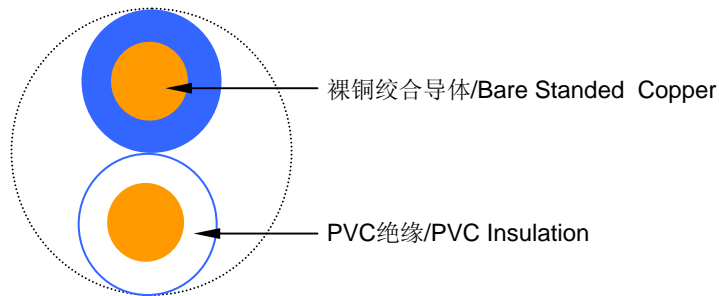 裸铜绞合导体/Bare Standed Copper
PVC绝缘/PVC Insulation